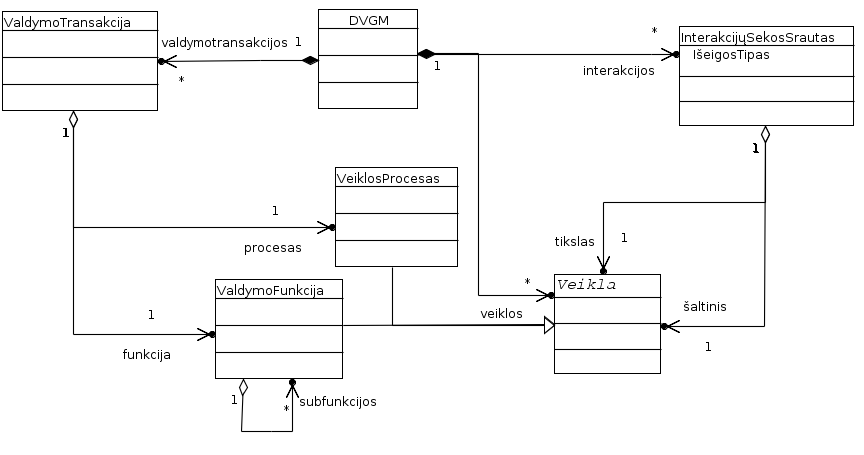 ValdymoTransakcija
DVGM
InterakcijųSekosSrautas
IšeigosTipas
valdymotransakcijos
1
*
1
*
interakcijos
1
1
VeiklosProcesas
1
procesas
tikslas
1
*
Veikla
ValdymoFunkcija
1
funkcija
veiklos
šaltinis
1
1
*
subfunkcijos